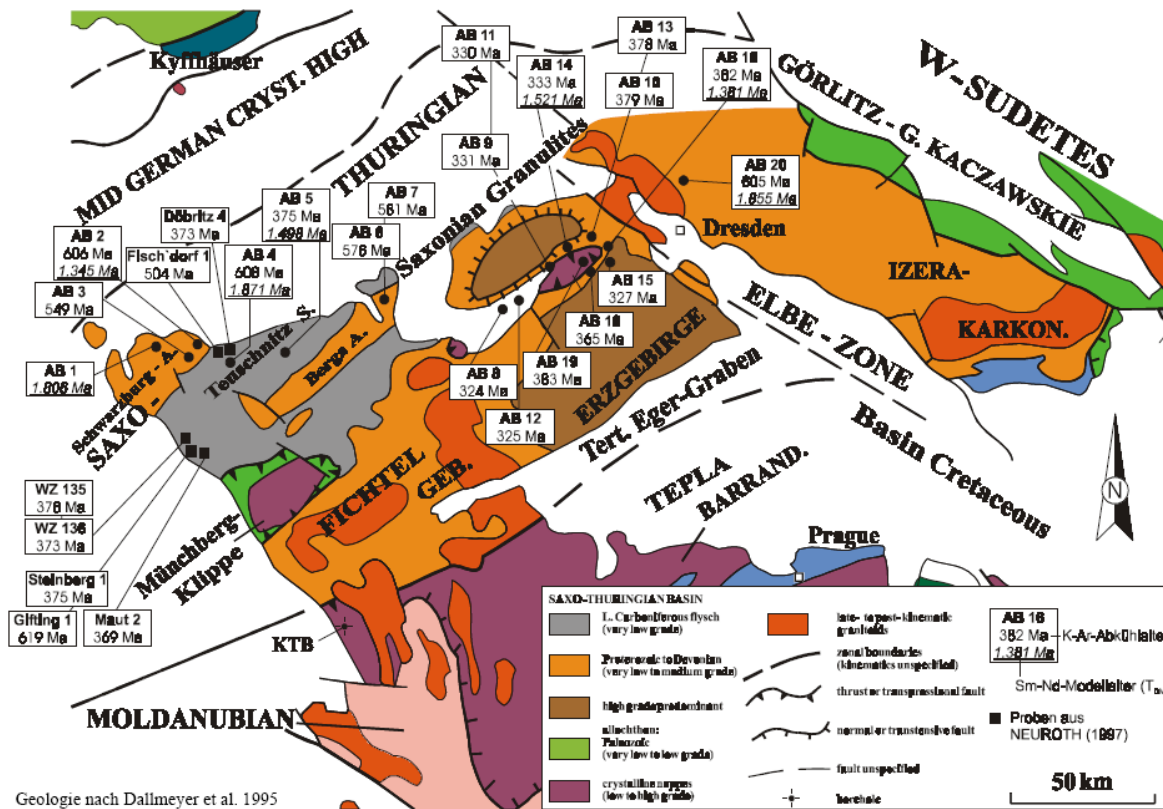 Kyffhäuser
MID GERMAN CRYST. HIGH
THURINGIAN
Saxonian Granulites
AB 11
330 Ma
AB 14
333 Ma
1.521 Ma
AB 13
378 Ma
AB 10
379 Ma
382 Ma
1.381 Ma
GÖRLITZ - G. KACZAWSKIE
W - SUDETES
AB 9
331 Ma
AB 20
605 Ma
1.855 Ma
Dresden
IZERA-
KARKON.
AB 7
561 Ma
AB 6
576 Ma
AB 5
375 Ma
1.498 Ma
Döbritz 4
373 Ma
AB 2
606 Ma
1.345 Ma
Fisch'dorf 1
504 Ma
AB 4
608 Ma
1.871 Ma
AB 3
549 Ma
AB 1
1.806 Ma
Schwarzburg - A.
SAXO -
Teuschnitz
Berga A.
AB 15
327 Ma
365 Ma
AB 19
383 Ma
AB 8
324 Ma
AB 12
325 Ma
ERZGEBIRGE
ELBE - ZONE
Tert. Eger-Graben
Basin Cretaceous
TEPLA
BARRAND.
FICHTEL
GEB.
Prague
N
WZ 135
376 Ma
WZ 136
373 Ma
Steinberg 1
375 Ma
Gifting 1
619 Ma
Maut 2
369 Ma
Münchberg-
Klippe
KTB
MOLDANUBIAN
SAXO-THURINGIAN BASIN
L. Carboniferous flysch
(very low grade)
Proterozoic to Devonian
(very low to medium grade)
high grade predominant
allochthon:
Paleozoic
(very low to low grade)
crystalline nappes
(low to high grade)
late- to post- kinematic
granitoids
zonal boundaries
(kinematics unspecified)
thrust or transpressional fault
normal or transtensive fault
fault unspecified
borehole
AB 16
382 Ma
1.381 Ma
K-Ar-Abkühlalte
Sm-Nd-Modellalter (T
Proben aus
NEUROTH (1997)
50 km
Geologie nach Dallmeyer et al. 1995